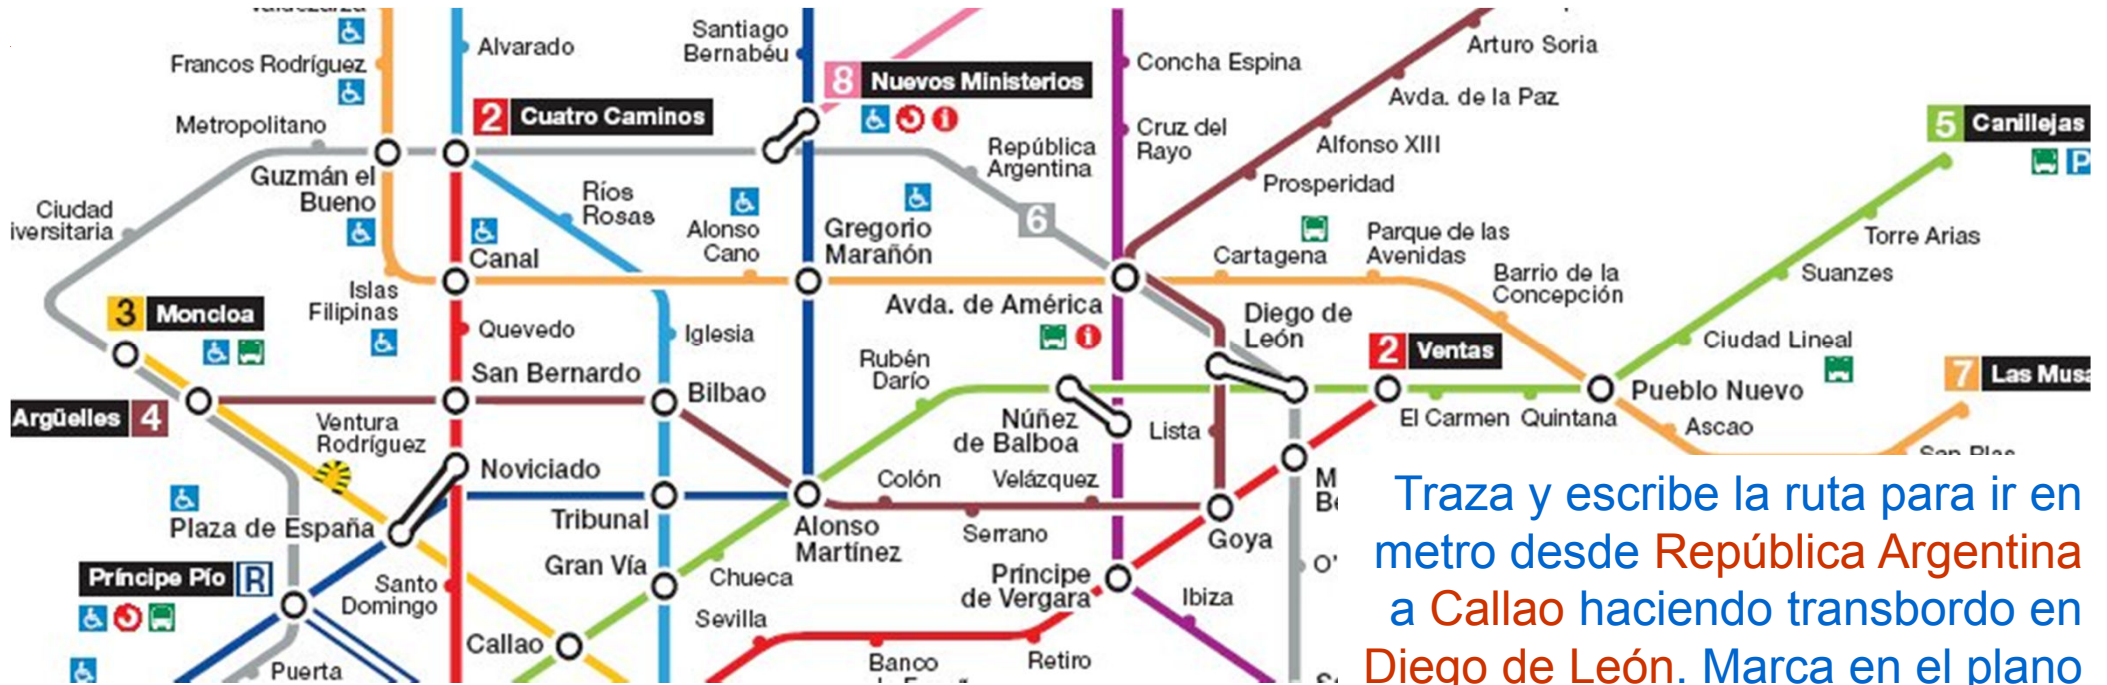 Francos Rodríguez
Alvarado
Santiago
Bernabéu
8 Nuevos Ministerios
Concha Espina
Arturo Soria
Avda. de la Paz
Metropolitano
2 Cuatro Caminos
Cruz del
Rayo
Alfonso XIII
5 Canillejas
P
República
Argentina
Prosperidad
Guzmán el
Bueno
Ríos
Rosas
Ciudad
iversitaria
6
Alonso
Cano
Gregorio
Marañón
Parque de las
Avenidas
Torre Arias
Canal
Cartagena
Suanzes
Barrio de la
Concepción
Islas
Filipinas
3 Moncloa
Avda. de América
Diego de
León
Quevedo
Iglesia
Ciudad Lineal
2 Ventas
Rubén
Darío
San Bernardo
Bilbao
Pueblo Nuevo
7 Las Musa
Argüelles 4
Ventura
Rodríguez
Núñez
de Balboa
Lista
El Carmen
Quintana
Ascao
San Blas
Noviciado
Colón
Velázquez
M
Be
Plaza de España
Tribunal
Alonso
Martínez
Serrano
Goya
Gran Vía
Chueca
Príncipe
de Vergara
O'
Príncipe Pío R
Santo
Domingo
Ibiza
Sevilla
Callao
Banco
Retiro
Puerta
Traza y escribe la ruta para ir en
metro desde República Argentina
a Callao haciendo transbordo en
Diego de León. Marca en el plano